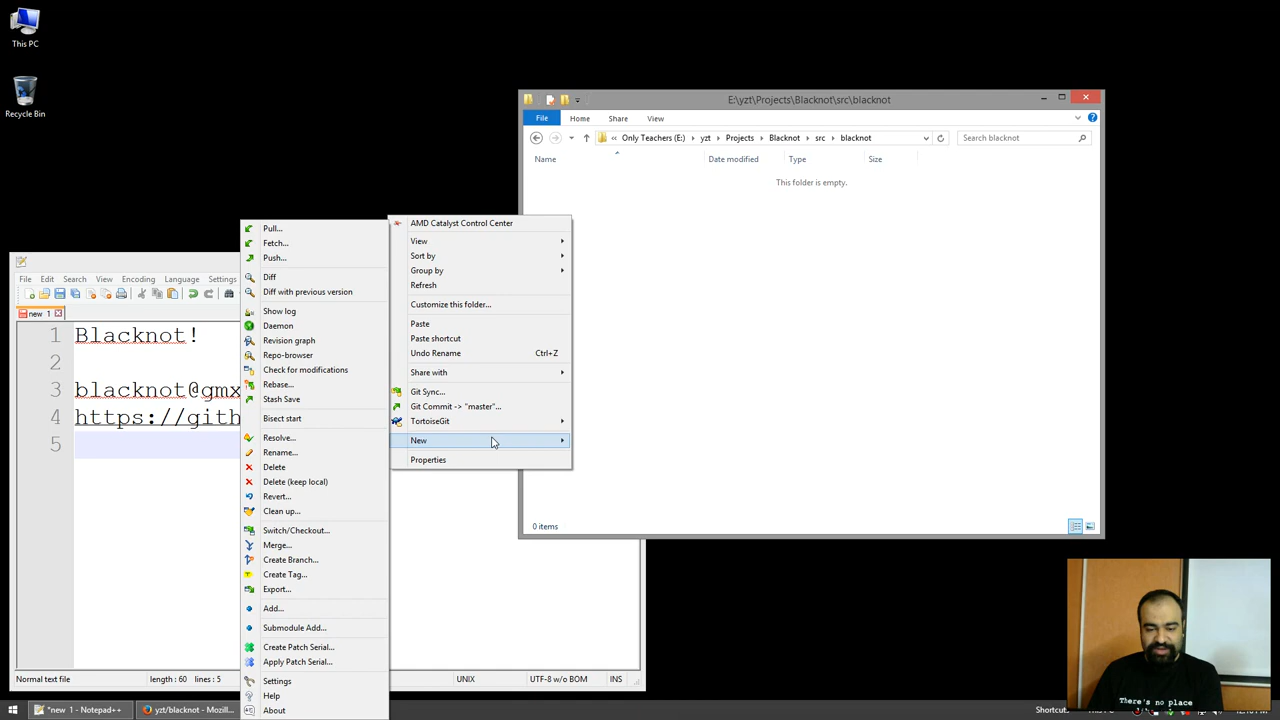 This PC
Recycle Bin
E:\yzt\Projects\Blacknot\src\blacknot
File Home Share View
Only Teachers (E:) yzt Projects Blacknot src blacknot
Search blacknot
Name Date modified Type Size
This folder is empty.
0 items
AMD Catalyst Control Center
View
Sort by
Group by
Refresh
Customize this folder...
Paste
Paste shortcut
Undo Rename Ctrl+Z
Share with
Git Sync...
Git Commit -> "master"...
TortoiseGit
New
Properties
Pull...
Fetch...
Push...
Diff
Diff with previous version
Show log
Daemon
Revision graph
Repo-browser
Check for modifications
Rebase...
Stash Save
Bisect start
Resolve...
Rename...
Delete
Delete (keep local)
Revert...
Clean up...
Switch/Checkout...
Merge...
Create Branch...
Create Tag...
Export...
Add...
Submodule Add...
Create Patch Serial...
Apply Patch Serial...
Settings
Help
About
File Edit Search View Encoding Language Settings
new 1
1 Blacknot!
2
3 blacknot@gmx
4 https://gith
5
Normal text file length : 60 lines : 5 UNIX UTF-8 w/o BOM INS
*new 1 - Notepad++
yzt/blacknot - Mozill...
Shortcuts
There's no place